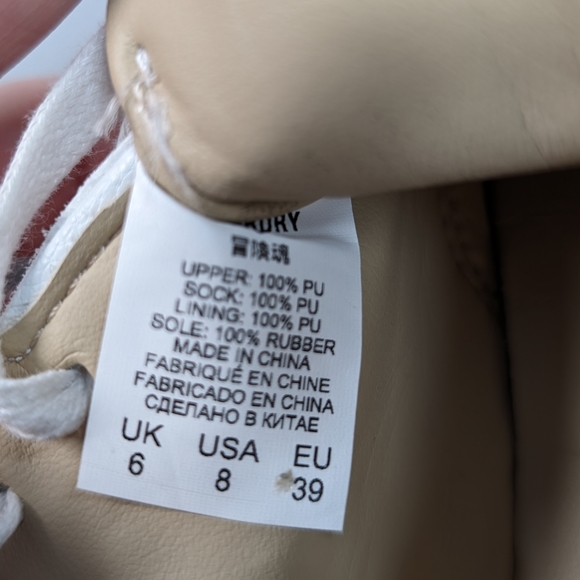 RDRY
冒険魂
UPPER: 100% PU
SOCK: 100% PU
LINING: 100% PU
SOLE: 100% RUBBER
MADE IN CHINA
FABRIQUÉ EN CHINE
FABRICADO EN CHINA
СДЕЛАНО В КИТАЕ
UK USA EU
6 8 39